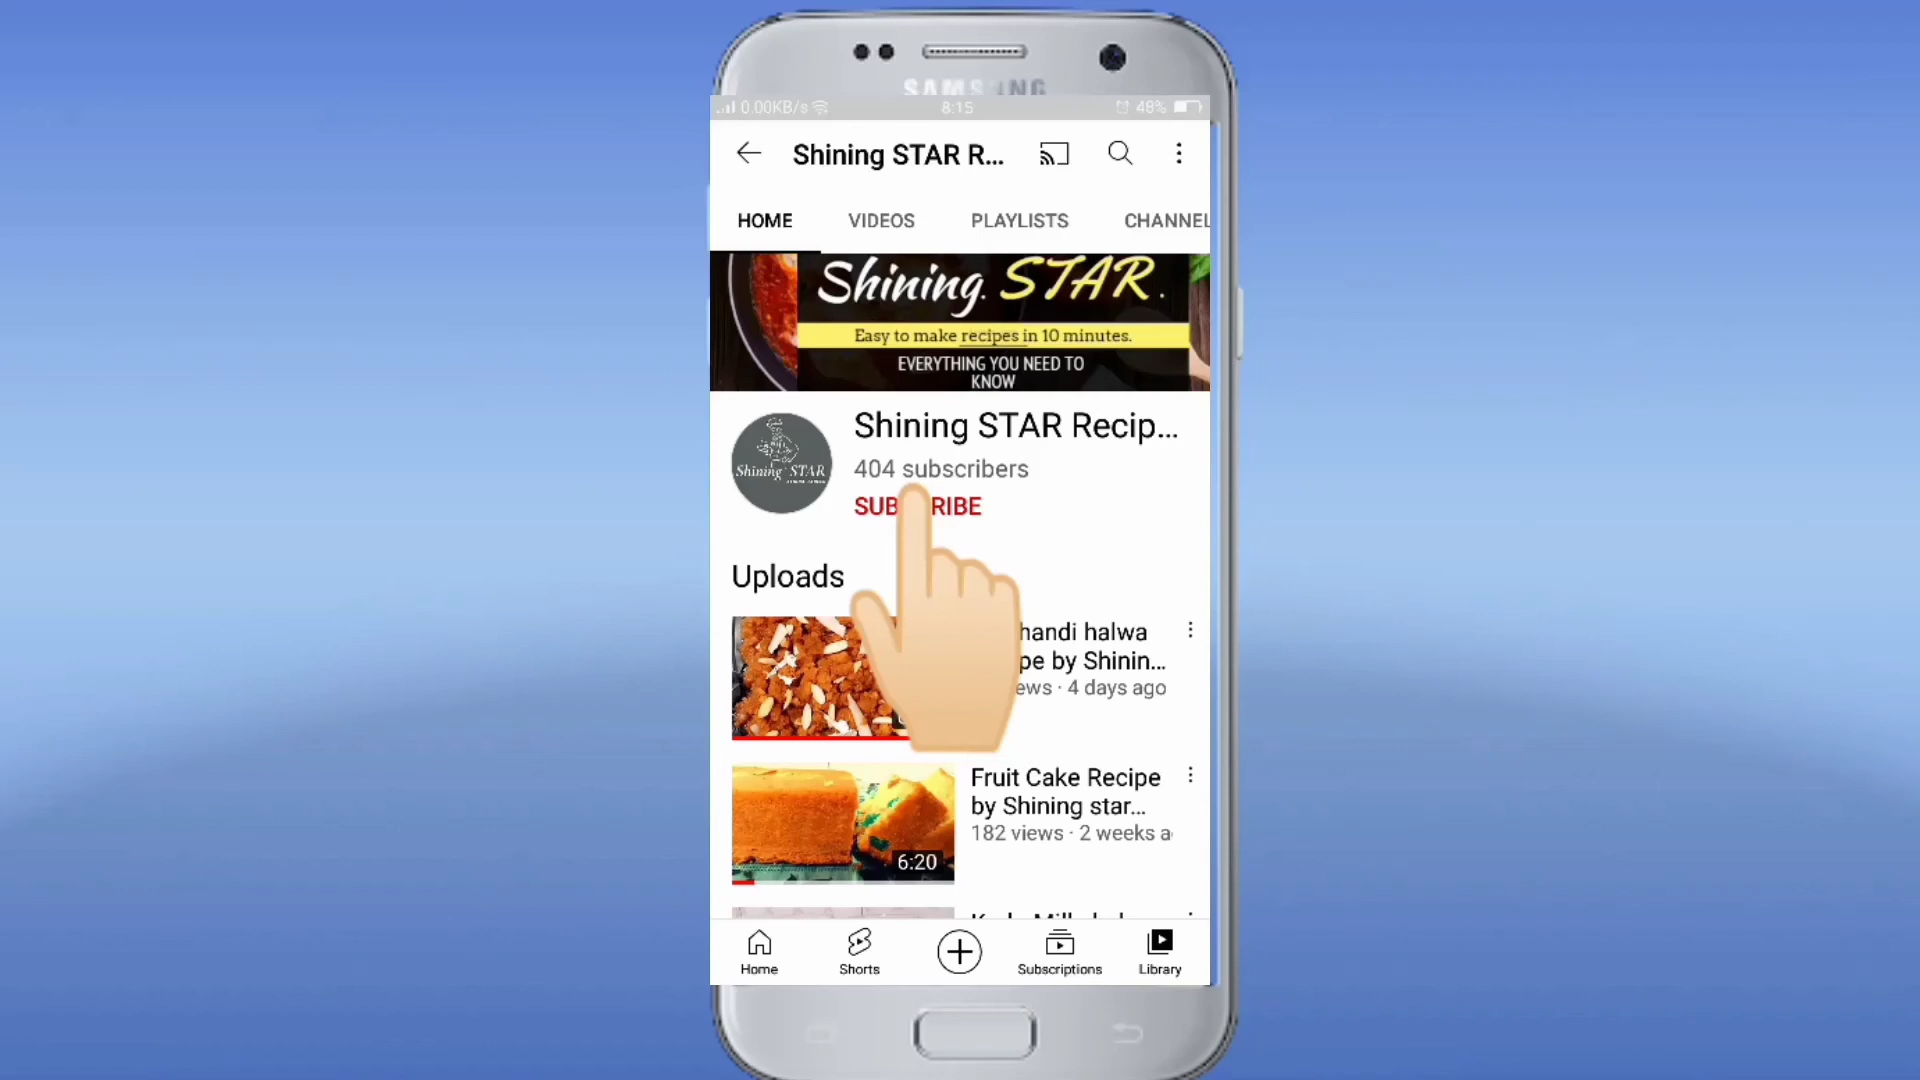 SAMSUNG
0.00KB/s 8:15 48%
Shining STAR R...
HOME VIDEOS PLAYLISTS CHANNEL
Shining. STAR.
Easy to make recipes in 10 minutes.
EVERYTHING YOU NEED TO
KNOW
Shining STAR
Shining STAR Recip...
404 subscribers
SUBSCRIBE
Uploads
handi halwa
pe by Shinin...
ews · 4 days ago
Fruit Cake Recipe
by Shining star...
182 views · 2 weeks a
6:20
Home Shorts Subscriptions Library